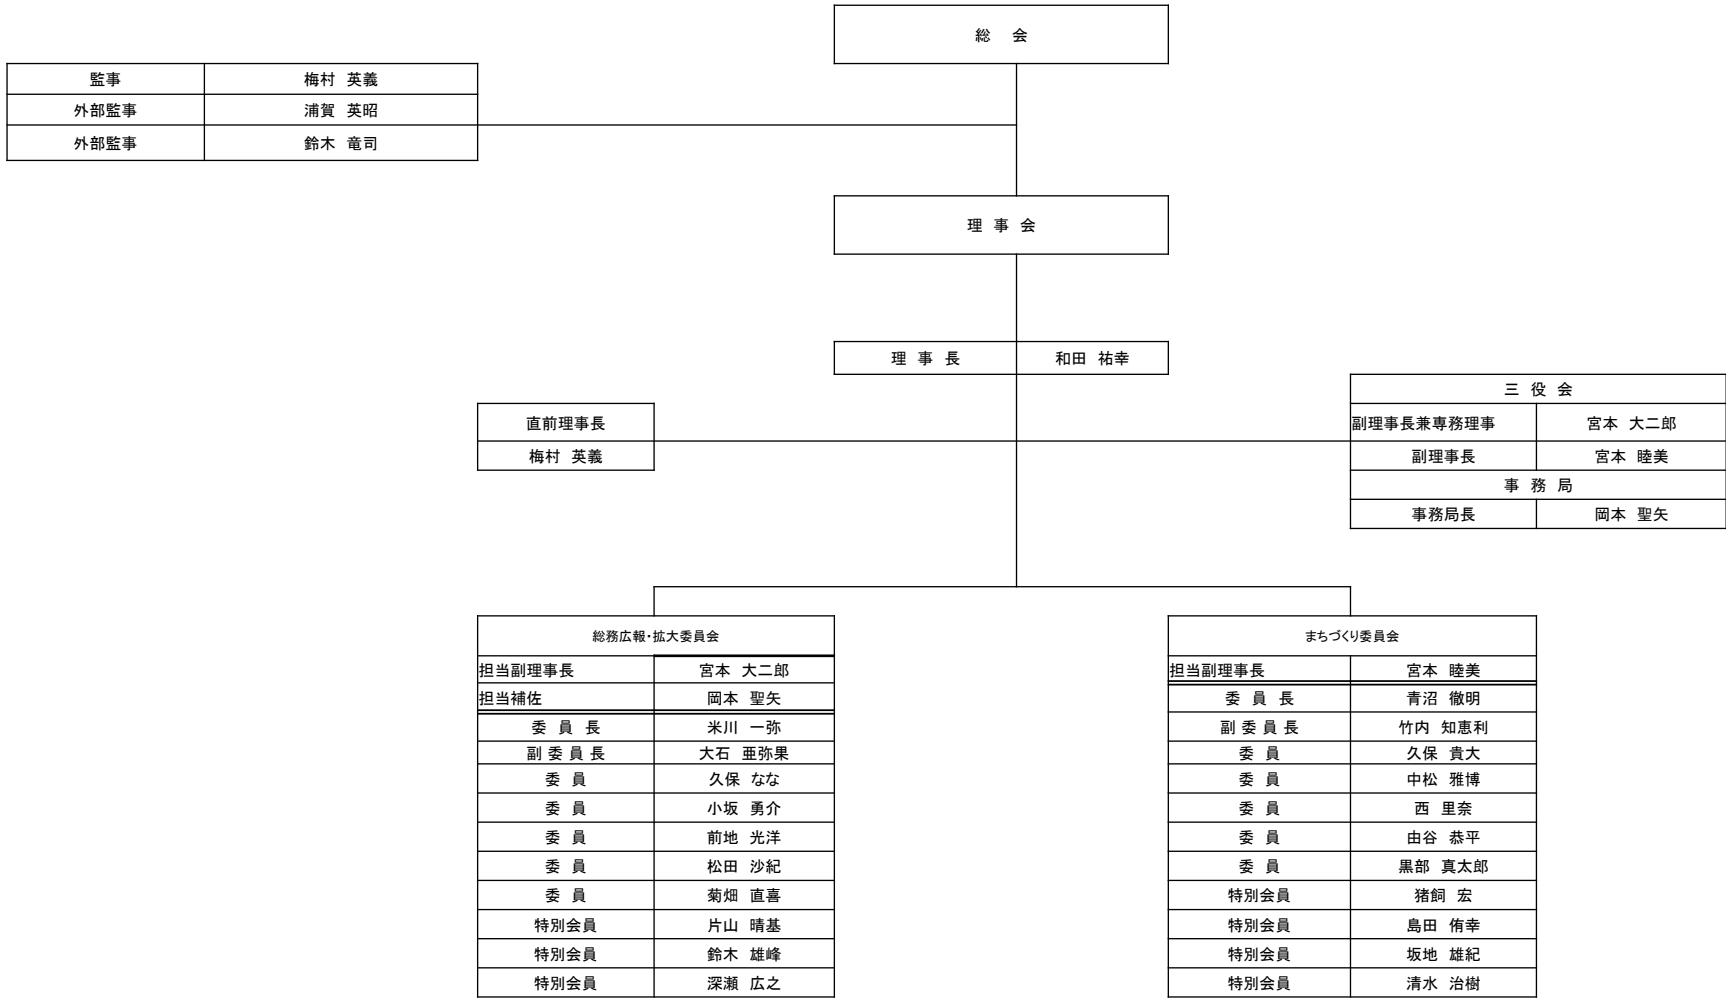 総 会
監事 梅村 英義
外部監事 浦賀 英昭
外部監事 鈴木 竜司
理 事 会
理 事 長 和田 祐幸
直前理事長
梅村 英義
三 役 会
副理事長兼専務理事 宮本 大二郎
副理事長 宮本 睦美
事 務 局
事務局長 岡本 聖矢
総務広報・拡大委員会
担当副理事長 宮本 大二郎
担当補佐 岡本 聖矢
委 員 長 米川 一弥
副 委 員 長 大石 亜弥果
委 員 久保 なな
委 員 小坂 勇介
委 員 前地 光洋
委 員 松田 沙紀
委 員 菊畑 直喜
特別会員 片山 晴基
特別会員 鈴木 雄峰
特別会員 深瀬 広之
まちづくり委員会
担当副理事長 宮本 睦美
委 員 長 青沼 徹明
副 委 員 長 竹内 知恵利
委 員 久保 貴大
委 員 中松 雅博
委 員 西 里奈
委 員 由谷 恭平
委 員 黒部 真太郎
特別会員 猪飼 宏
特別会員 島田 侑幸
特別会員 坂地 雄紀
特別会員 清水 治樹